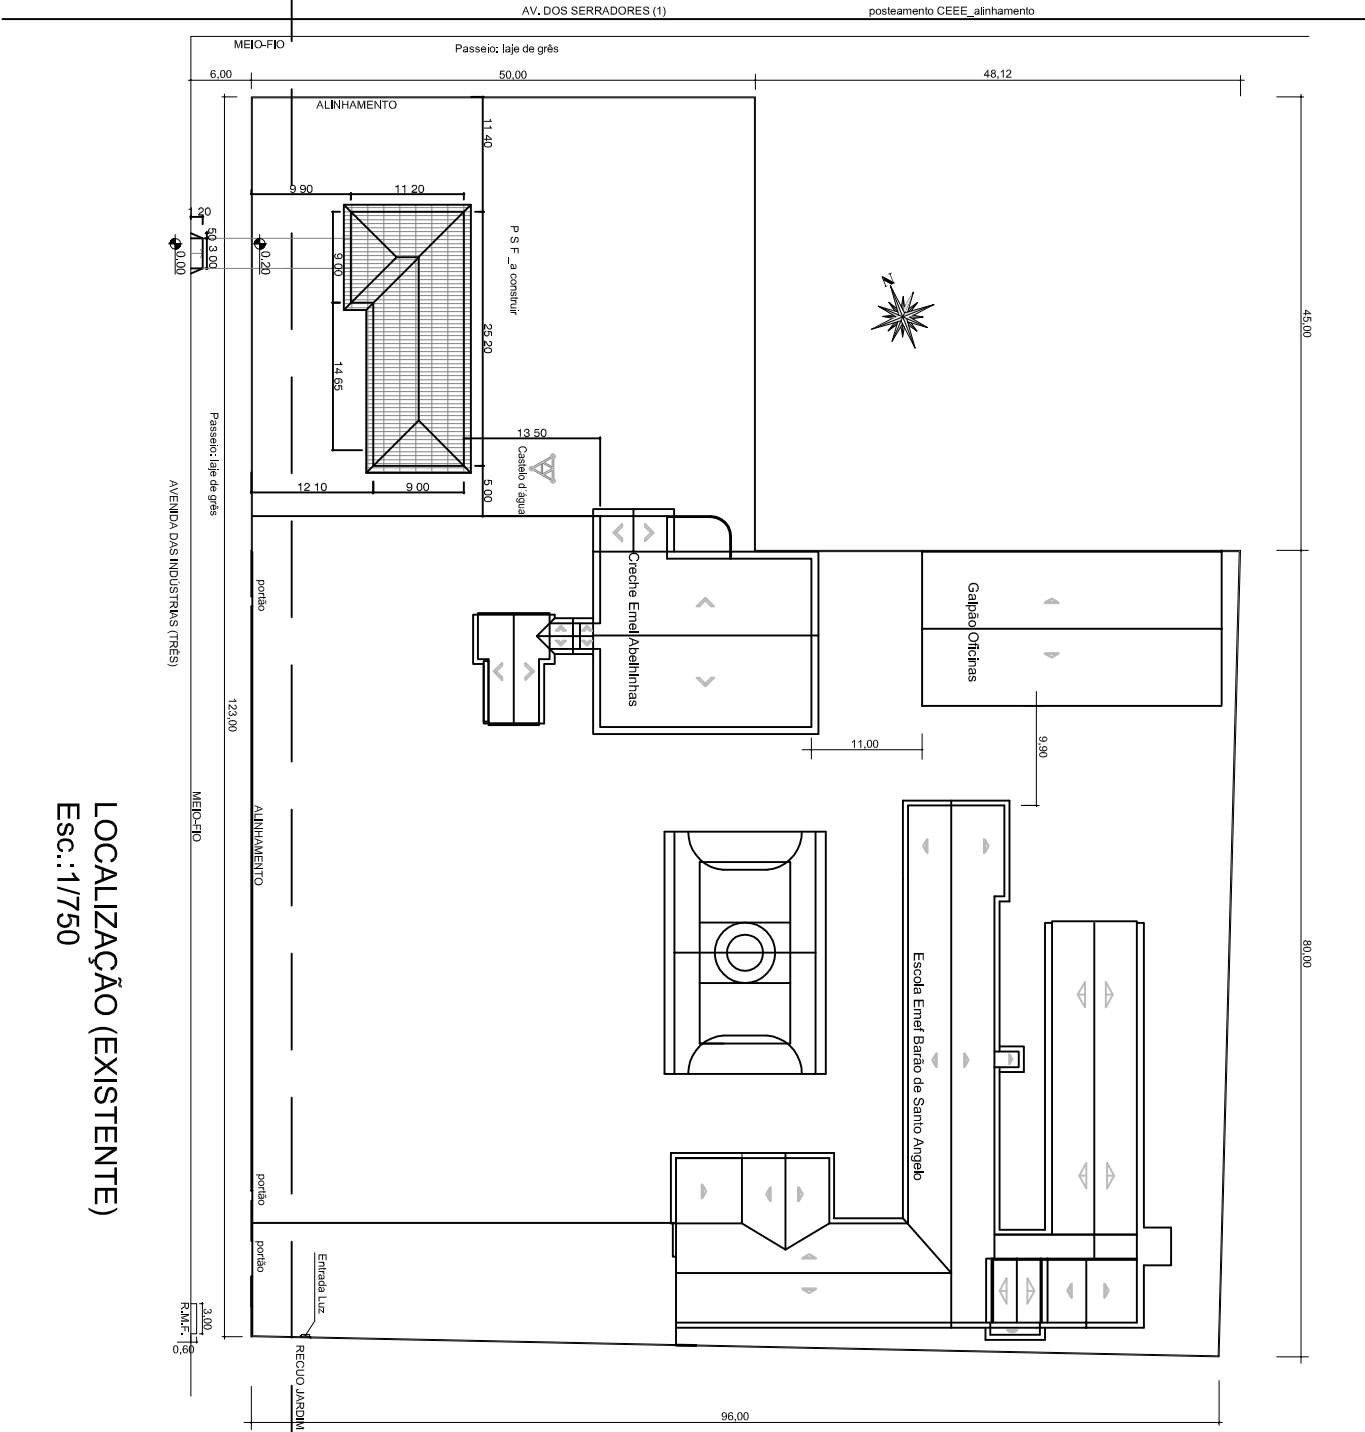 AV. DOS SERRADORES (1)
posteamento CEEE_alinhamento
MEIO-FIO
Passeio: laje de grês
6,00
50,00
48,12
ALINHAMENTO
11 40
9 90
11 20
1 20
50
3 00
0.00
0.20
9 00
P S F _a construir
N
45,00
25 20
14 65
13 50
Castelo d´água
Passeio: laje de grês
12 10
9 00
5 00
AVENIDA DAS INDÚSTRIAS (TRÊS)
portão
Creche Emei Abelhinhas
Galpão Oficinas
123,00
11,00
9,90
MEIO-FIO
ALINHAMENTO
LOCALIZAÇÃO (EXISTENTE)
Esc.:1/750
80,00
Escola Emef Barão de Santo Angelo
portão
portão
Entrada Luz
3,00
R.M.F.
0,60
RECUO JARDIM
96,00